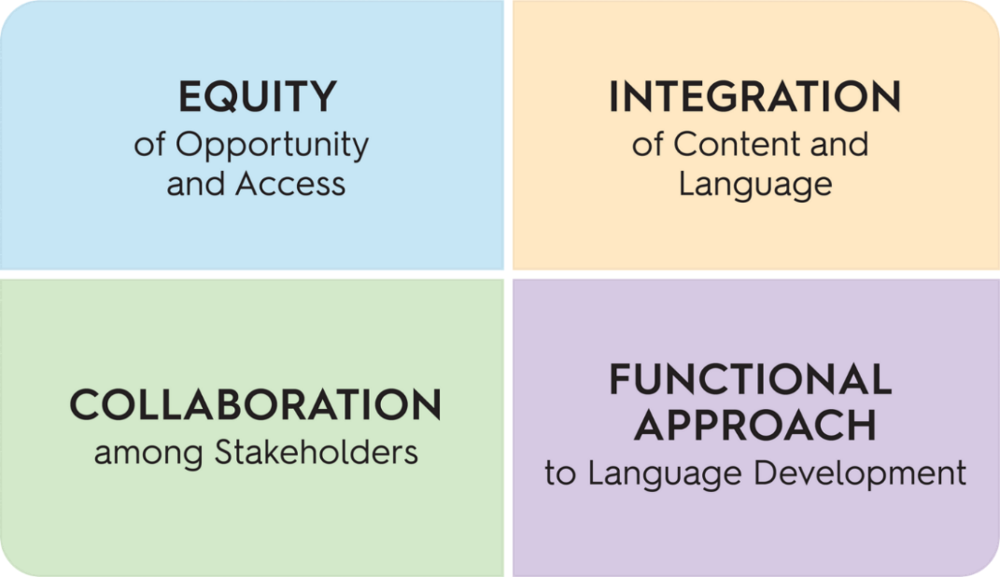 EQUITY
of Opportunity
and Access
INTEGRATION
of Content and
Language
COLLABORATION
among Stakeholders
FUNCTIONAL
APPROACH
to Language Development